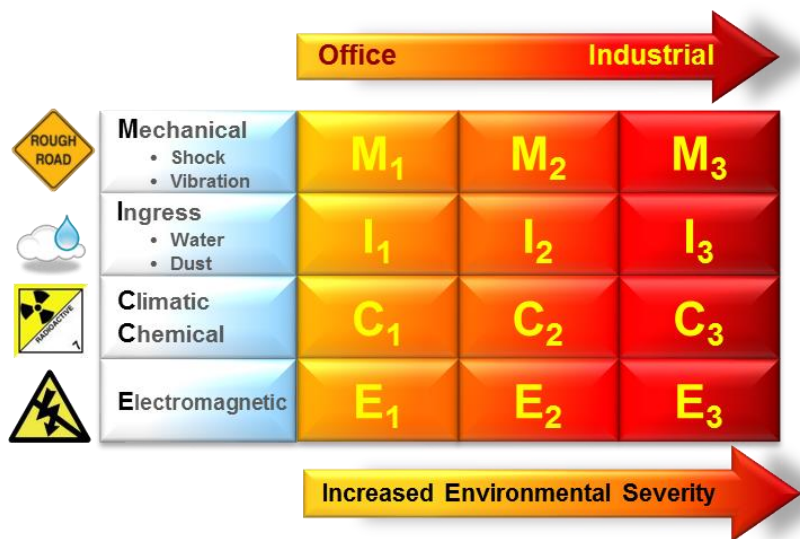 Office Industrial
ROUGH
ROAD
Mechanical
• Shock
• Vibration
M1 M2 M3
Ingress
• Water
• Dust
I1 I2 I3
RADIOACTIVE
7
Climatic
Chemical
C1 C2 C3
Electromagnetic
E1 E2 E3
Increased Environmental Severity